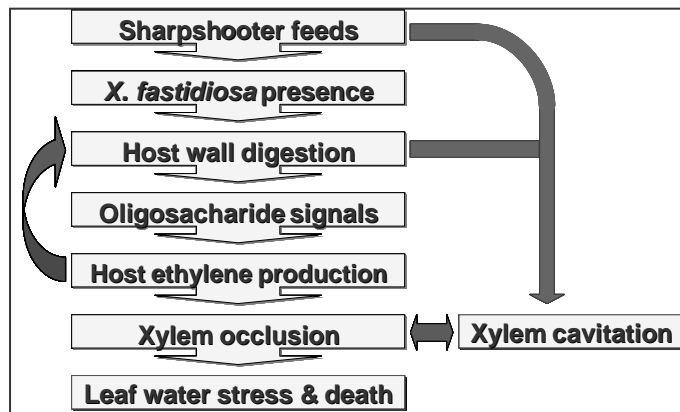 Sharpshooter feeds
X. fastidiosa presence
Host wall digestion
Oligosacharide signals
Host ethylene production
Xylem occlusion
Xylem cavitation
Leaf water stress & death